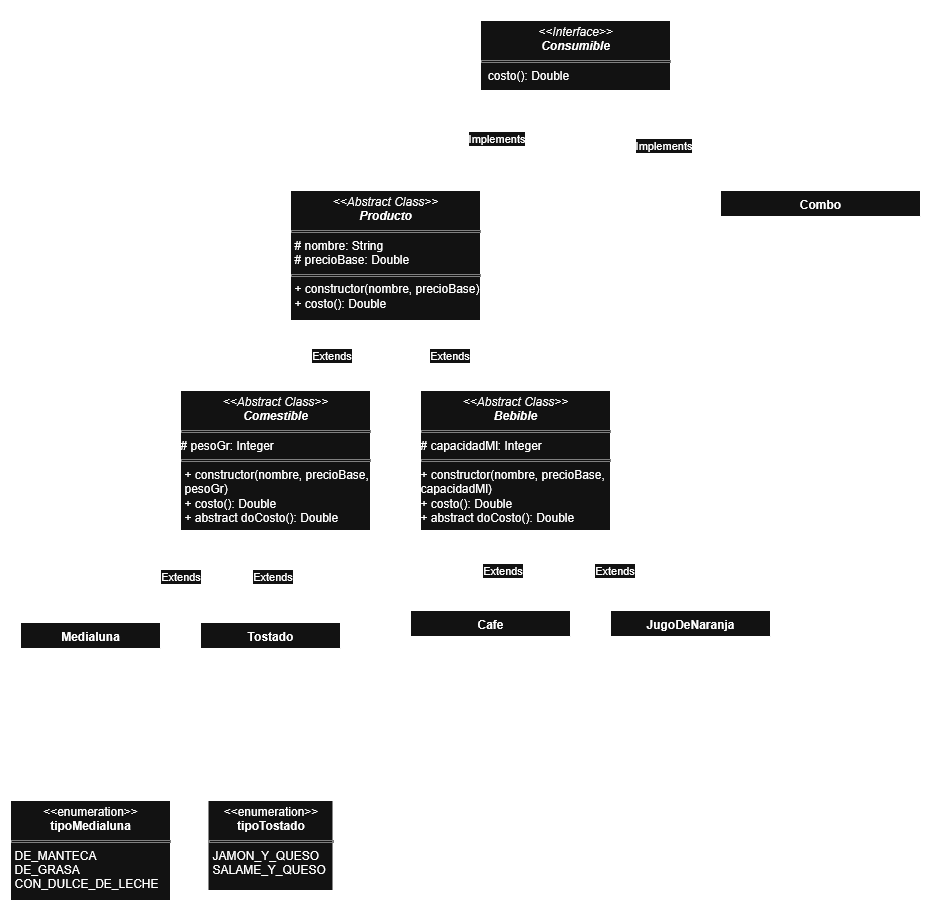 <<Interface>>
Consumible
costo(): Double
Implements
Implements
<<Abstract Class>>
Producto
# nombre: String
# precioBase: Double
+ constructor(nombre, precioBase)
+ costo(): Double
Combo
Extends
Extends
<<Abstract Class>>
Comestible
# pesoGr: Integer
+ constructor(nombre, precioBase,
pesoGr)
+ costo(): Double
+ abstract doCosto(): Double
<<Abstract Class>>
Bebible
# capacidadMl: Integer
+ constructor(nombre, precioBase,
capacidadMl)
+ costo(): Double
+ abstract doCosto(): Double
Extends
Extends
Extends
Extends
Medialuna
Tostado
Cafe
JugoDeNaranja
<<enumeration>>
tipoMedialuna
DE_MANTECA
DE_GRASA
CON_DULCE_DE_LECHE
<<enumeration>>
tipoTostado
JAMON_Y_QUESO
SALAME_Y_QUESO